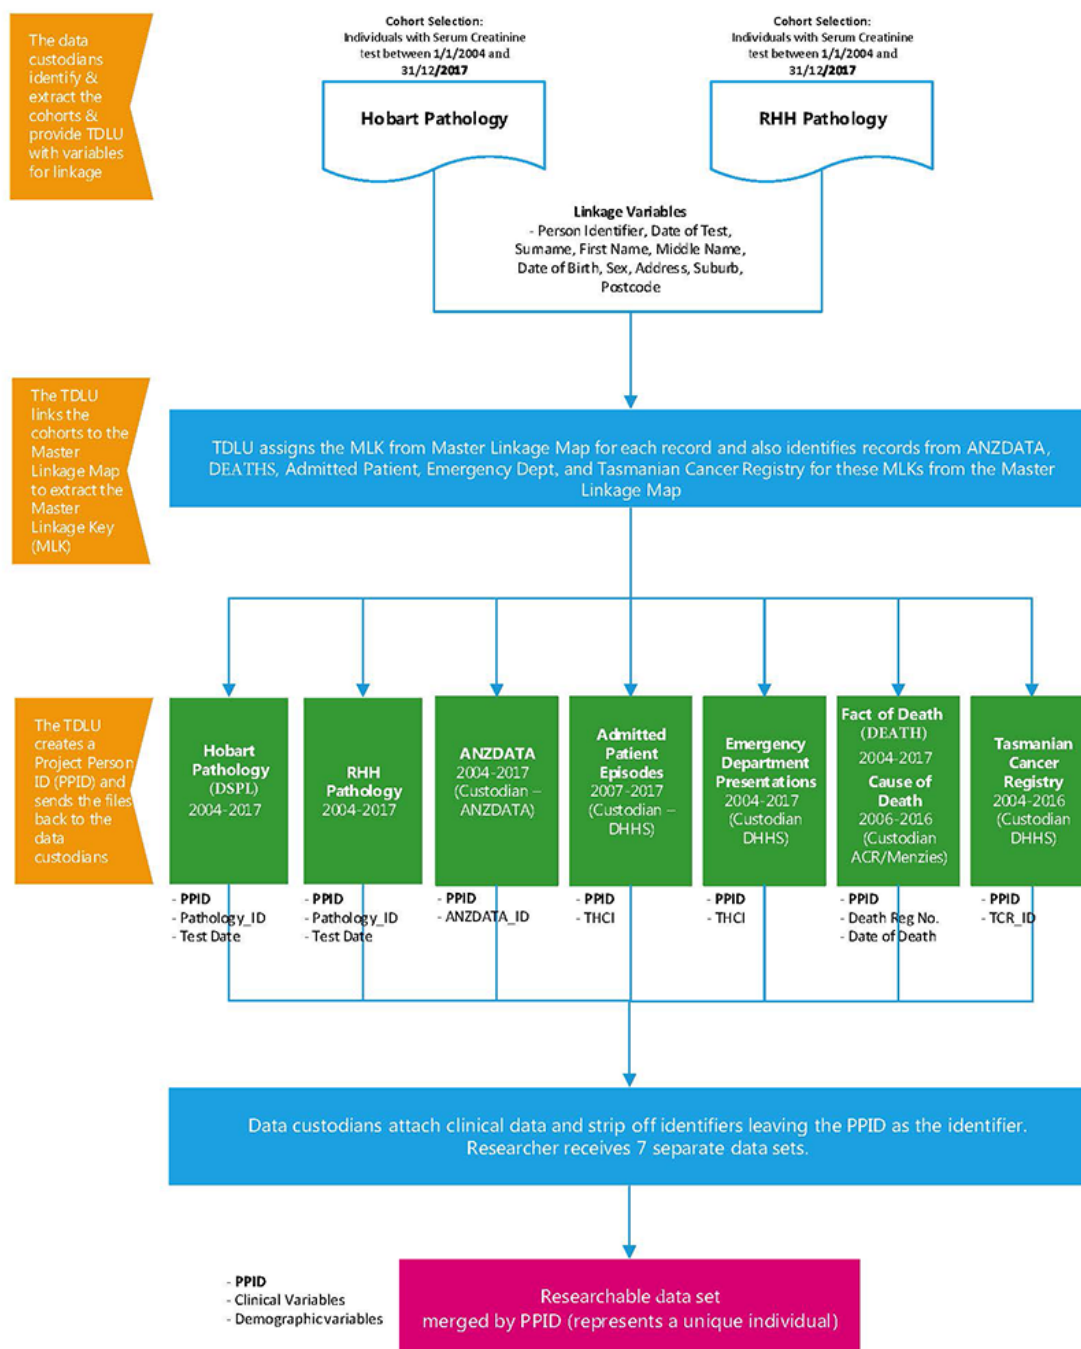 The data
custodians
identify &
extract the
cohorts &
provide TDLU
with variables
for linkage
Cohort Selection:
Individuals with Serum Creatinine
test between 1/1/2004 and
31/12/2017
Hobart Pathology
Cohort Selection:
Individuals with Serum Creatinine
test between 1/1/2004 and
31/12/2017
RHH Pathology
Linkage Variables
- Person Identifier, Date of Test,
Surname, First Name, Middle Name,
Date of Birth, Sex, Address, Suburb,
Postcode
The TDLU
links the
cohorts to the
Master
Linkage Map
to extract the
Master
Linkage Key
(MLK)
TDLU assigns the MLK from Master Linkage Map for each record and also identifies records from ANZDATA,
DEATHS, Admitted Patient, Emergency Dept, and Tasmanian Cancer Registry for these MLKs from the Master
Linkage Map
The TDLU
creates a
Project Person
ID (PPID) and
sends the files
back to the
data
custodians
Hobart
Pathology
(DSPL)
2004-2017
- PPID
- Pathology_ID
- Test Date
RHH
Pathology
2004-2017
- PPID
- Pathology_ID
- Test Date
ANZDATA
2004-2017
(Custodian –
ANZDATA)
- PPID
- ANZDATA_ID
Admitted
Patient
Episodes
2007-2017
(Custodian –
DHHS)
- PPID
- THCI
Emergency
Department
Presentations
2004-2017
(Custodian
DHHS)
- PPID
- THCI
Fact of Death
(DEATH)
2004-2017
Cause of
Death
2006-2016
(Custodian
ACR/Menzies)
- PPID
- Death Reg No.
- Date of Death
Tasmanian
Cancer
Registry
2004-2016
(Custodian
DHHS)
- PPID
- TCR_ID
Data custodians attach clinical data and strip off identifiers leaving the PPID as the identifier.
Researcher receives 7 separate data sets.
- PPID
- Clinical Variables
- Demographic variables
Researchable data set
merged by PPID (represents a unique individual)